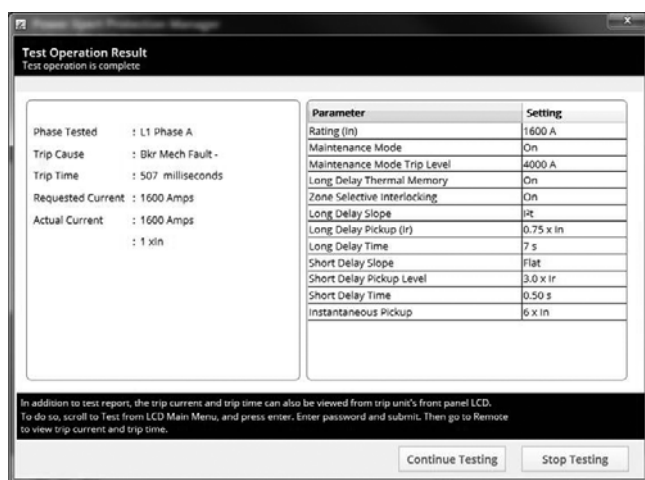 Test Operation Result
Test operation is complete
Phase Tested : L1 Phase A
Trip Cause : Bkr Mech Fault -
Trip Time : 507 milliseconds
Requested Current : 1600 Amps
Actual Current : 1600 Amps
: 1 xIn
Parameter Setting
Rating (In) 1600 A
Maintenance Mode On
Maintenance Mode Trip Level 4000 A
Long Delay Thermal Memory On
Zone Selective Interlocking On
Long Delay Slope I²t
Long Delay Pickup (Ir) 0.75 x In
Long Delay Time 7 s
Short Delay Slope Flat
Short Delay Pickup Level 3.0 x Ir
Short Delay Time 0.50 s
Instantaneous Pickup 6 x In
In addition to test report, the trip current and trip time can also be viewed from trip unit's front panel LCD.
To do so, scroll to Test from LCD Main Menu, and press enter. Enter password and submit. Then go to Remote
to view trip current and trip time.
Continue Testing Stop Testing